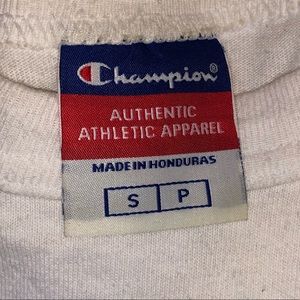 Champion®
AUTHENTIC
ATHLETIC APPAREL
MADE IN HONDURAS
S P